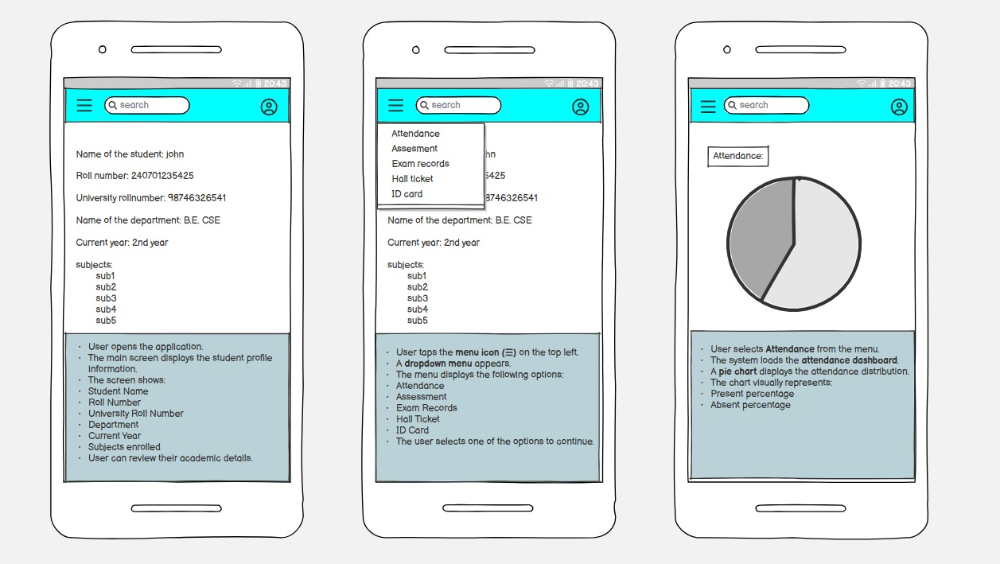 20:43
search
Name of the student: john
Roll number: 240701235425
University rollnumber: 98746326541
Name of the department: B.E. CSE
Current year: 2nd year
subjects:
sub1
sub2
sub3
sub4
sub5
· User opens the application.
· The main screen displays the student profile
information.
· The screen shows:
· Student Name
· Roll Number
· University Roll Number
· Department
· Current Year
· Subjects enrolled
· User can review their academic details.
20:43
search
Attendance
Assesment
Exam records
Hall ticket
ID card
hn
5425
98746326541
Name of the department: B.E. CSE
Current year: 2nd year
subjects:
sub1
sub2
sub3
sub4
sub5
· User taps the menu icon (☰) on the top left.
· A dropdown menu appears.
· The menu displays the following options:
· Attendance
· Assessment
· Exam Records
· Hall Ticket
· ID Card
· The user selects one of the options to continue.
20:43
search
Attendance:
· User selects Attendance from the menu.
· The system loads the attendance dashboard.
· A pie chart displays the attendance distribution.
· The chart visually represents:
· Present percentage
· Absent percentage